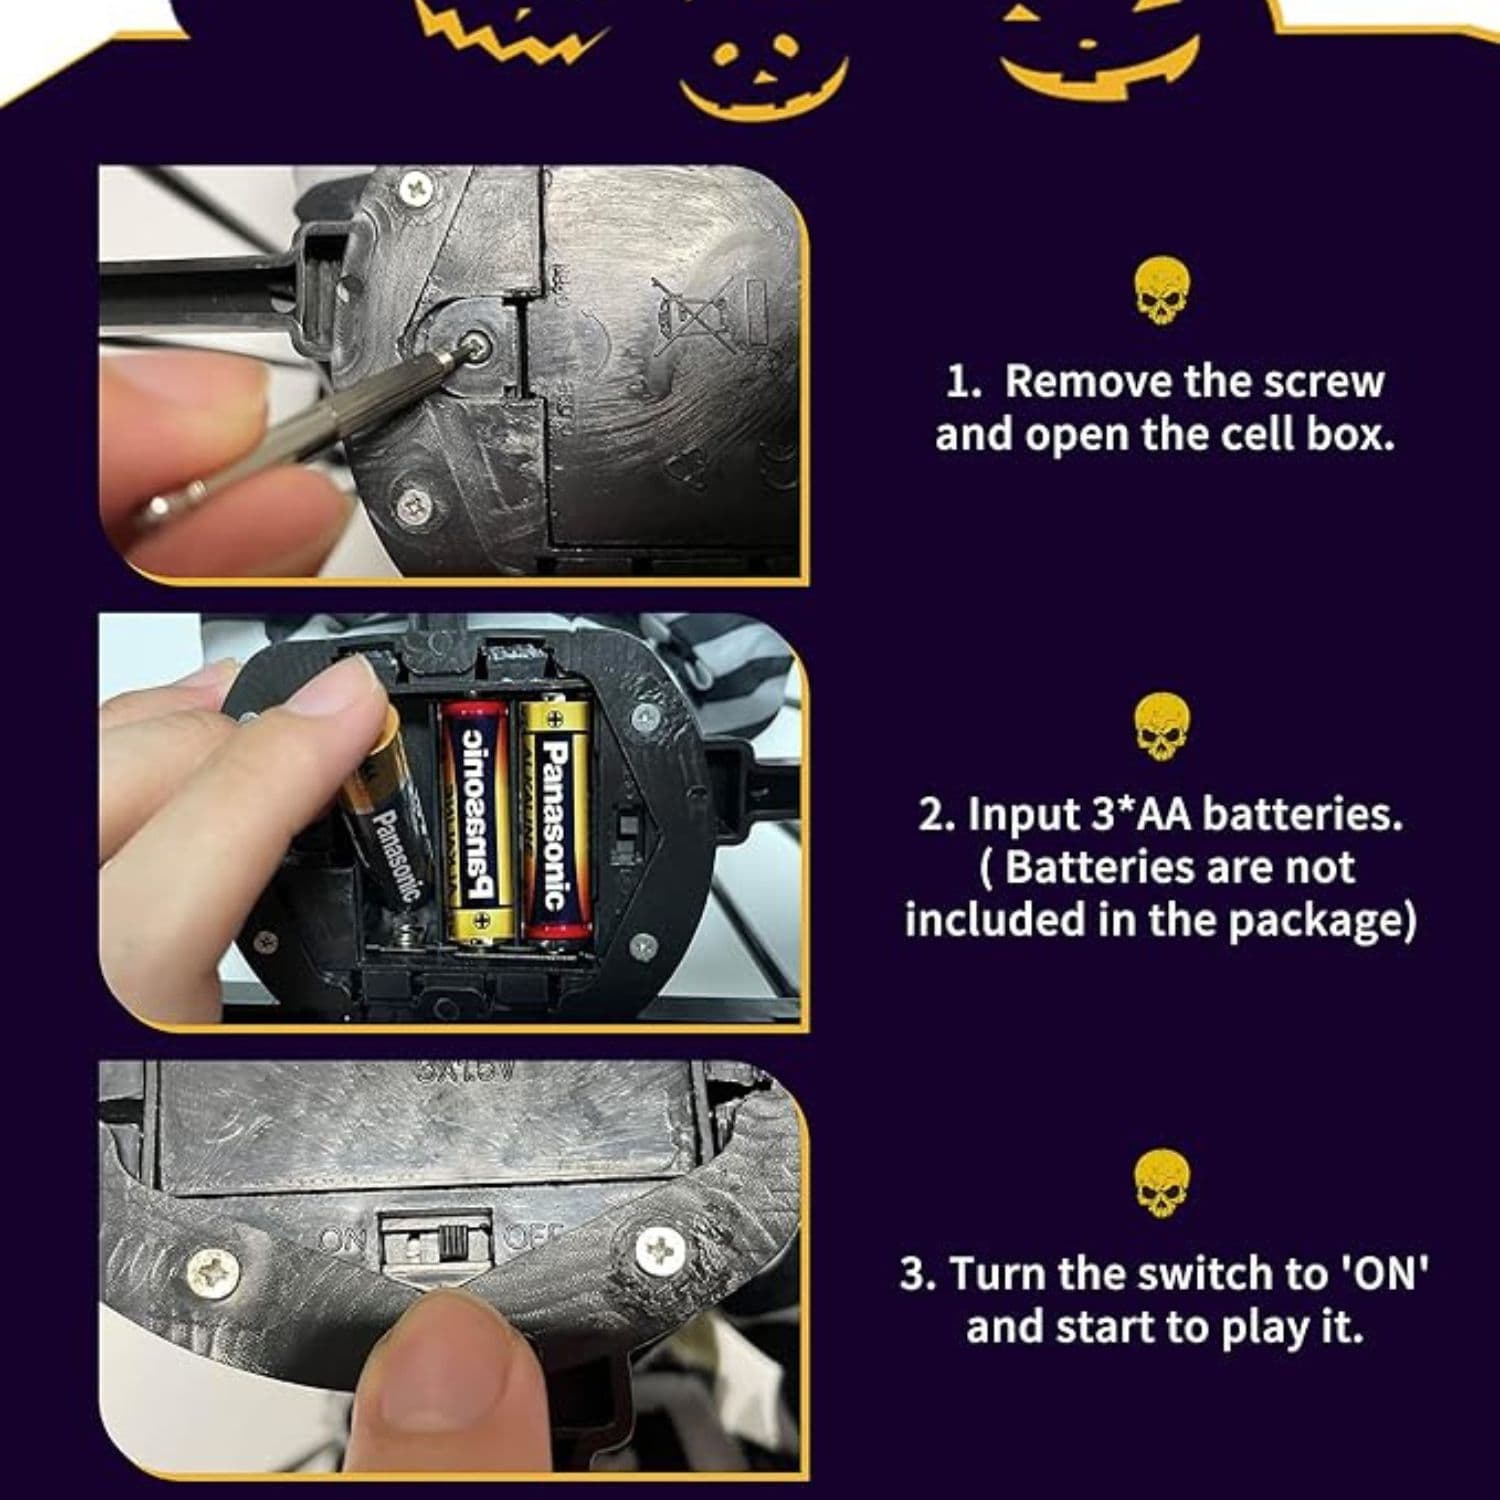 1. Remove the screw
and open the cell box.
Panasonic
Panasonic
Panasonic
2. Input 3*AA batteries.
( Batteries are not
included in the package)
3X1.5V
ON OFF
3. Turn the switch to 'ON'
and start to play it.